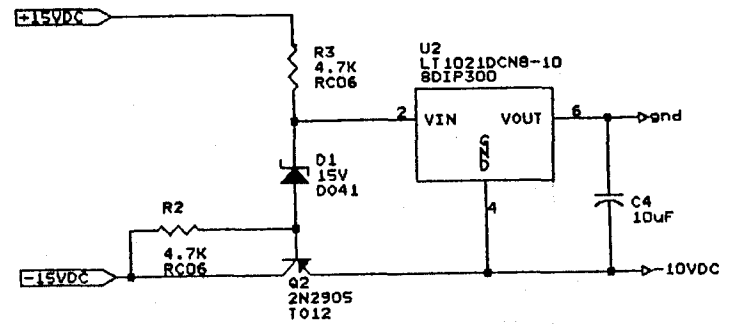 +15VDC
R3
4.7K
RC06
U2
LT1021DCN8-10
8DIP300
2
VIN
VOUT
6
gnd
GND
D1
15V
DO41
4
C4
10uF
R2
4.7K
RC06
-15VDC
Q2
2N2905
TO12
-10VDC